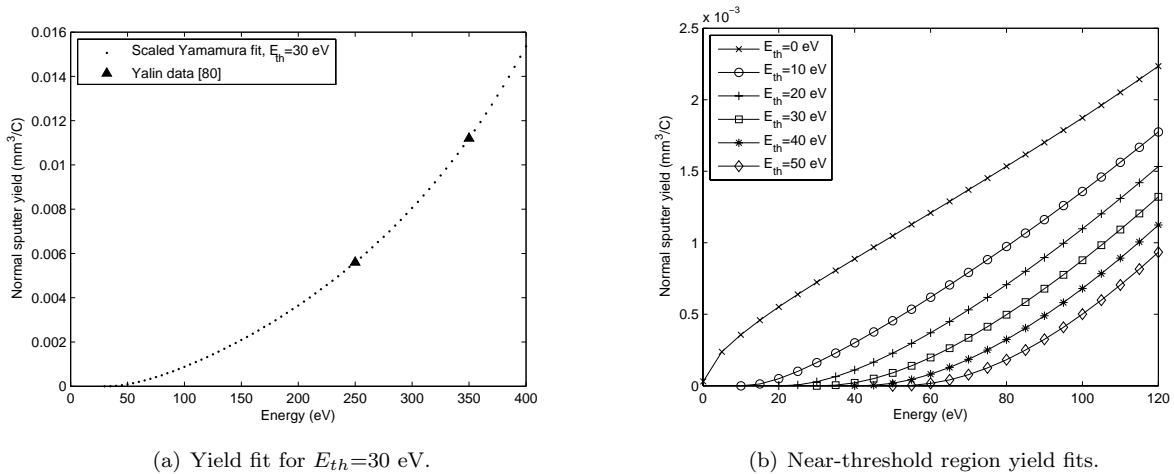 0.016
0.014
0.012
0.01
0.008
0.006
0.004
0.002
0
Normal sputter yield (mm³/C)
Scaled Yamamura fit, E_th=30 eV
Yalin data [80]
0 50 100 150 200 250 300 350 400
Energy (eV)
(a) Yield fit for E_th=30 eV.
x 10⁻³
2.5
2
1.5
1
0.5
0
Normal sputter yield (mm³/C)
E_th=0 eV
E_th=10 eV
E_th=20 eV
E_th=30 eV
E_th=40 eV
E_th=50 eV
0 20 40 60 80 100 120
Energy (eV)
(b) Near-threshold region yield fits.